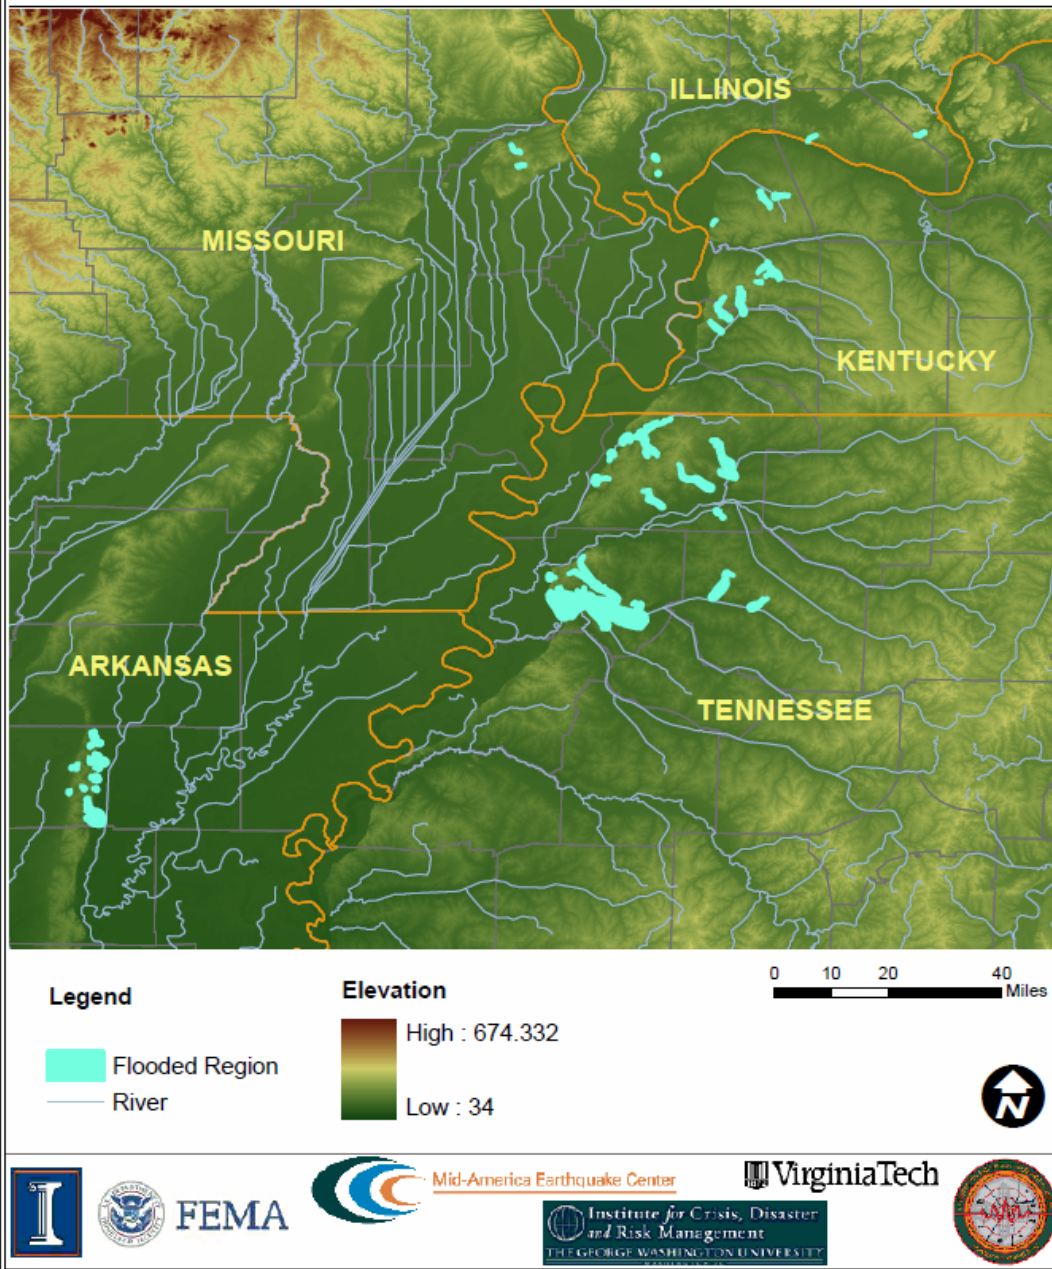 ILLINOIS
MISSOURI
KENTUCKY
ARKANSAS
TENNESSEE
Legend
Flooded Region
River
Elevation
High : 674.332
Low : 34
0 10 20 40
Miles
N
I
FEMA
Mid-America Earthquake Center
VirginiaTech
Institute for Crisis, Disaster
and Risk Management
THE GEORGE WASHINGTON UNIVERSITY